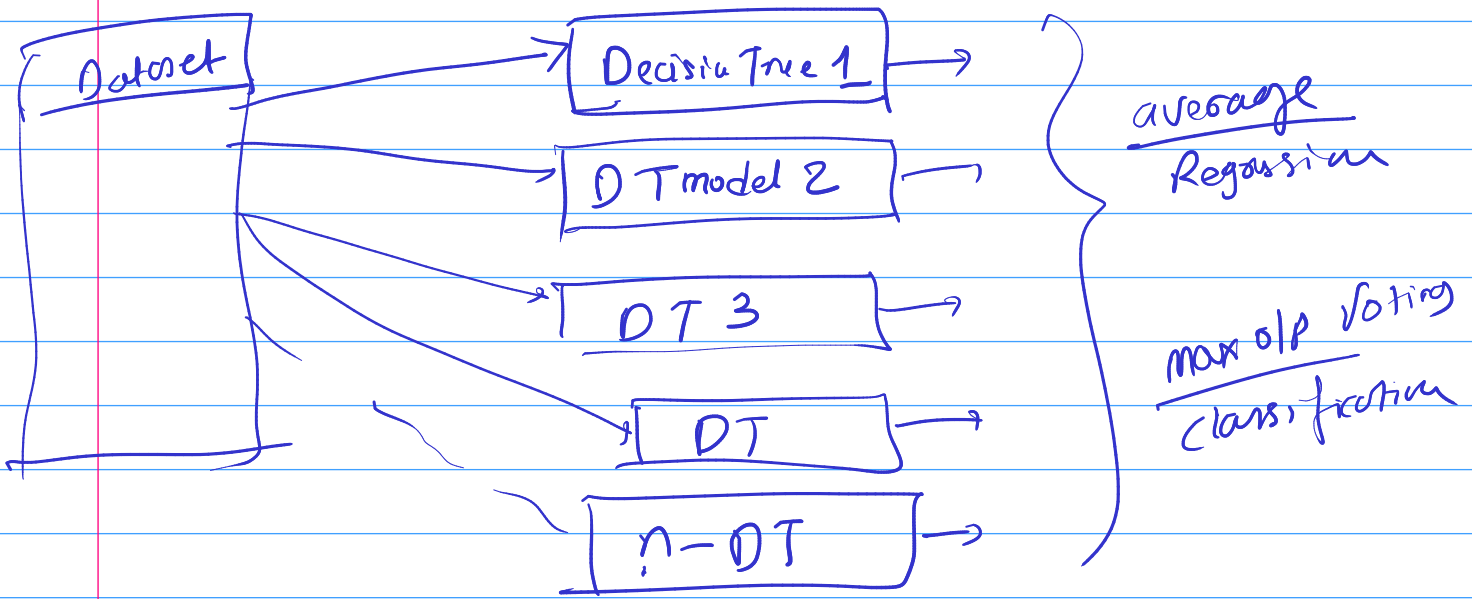 Dataset
Decision Tree 1
DT model 2
DT 3
DT
n-DT
average
Regression
max o/p Voting
Classification